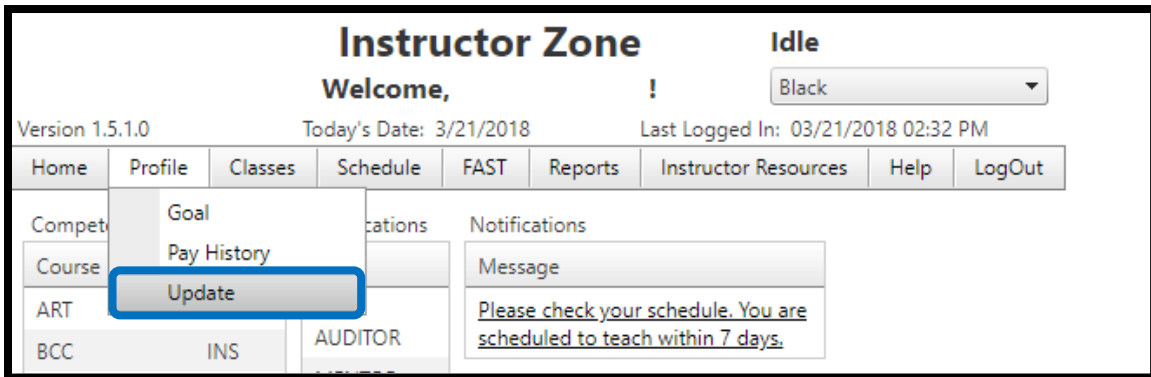 Instructor Zone
Idle
Welcome, !
Black
Version 1.5.1.0 Today's Date: 3/21/2018 Last Logged In: 03/21/2018 02:32 PM
Home Profile Classes Schedule FAST Reports Instructor Resources Help LogOut
Goal
Pay History
Update
Notifications
Course
Message
ART
Please check your schedule. You are
scheduled to teach within 7 days.
BCC INS
AUDITOR